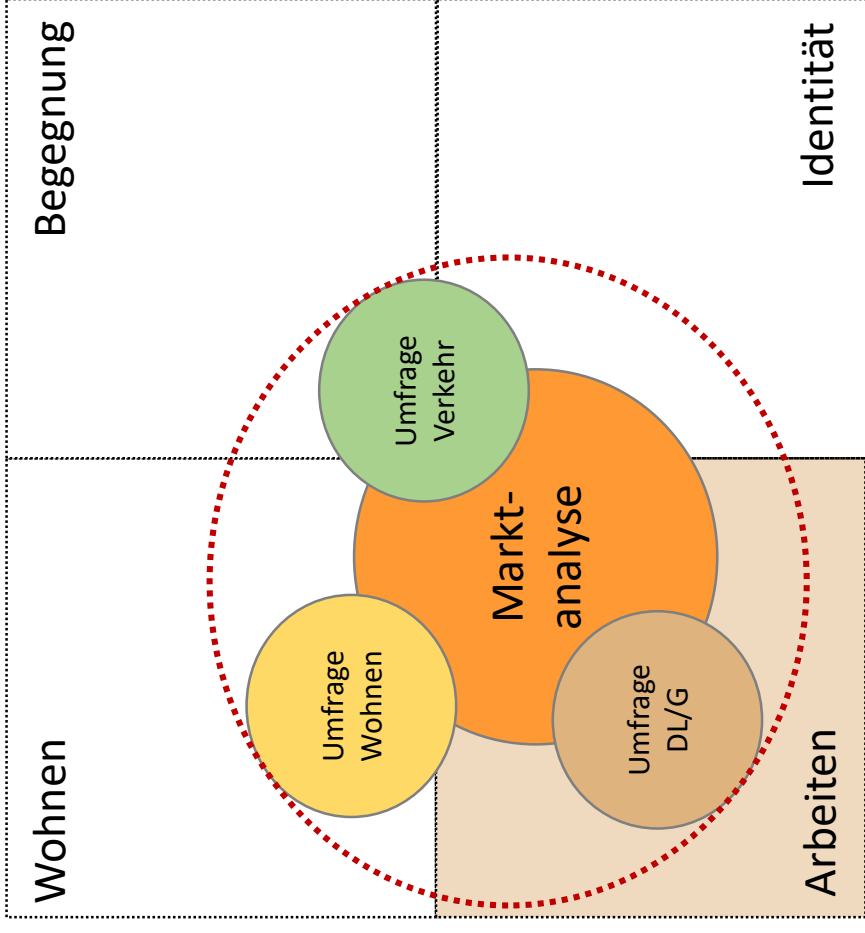 Wohnen
Begegnung
Umfrage
Wohnen
Umfrage
Verkehr
Markt-
analyse
Umfrage
DL/G
Arbeiten
Identität